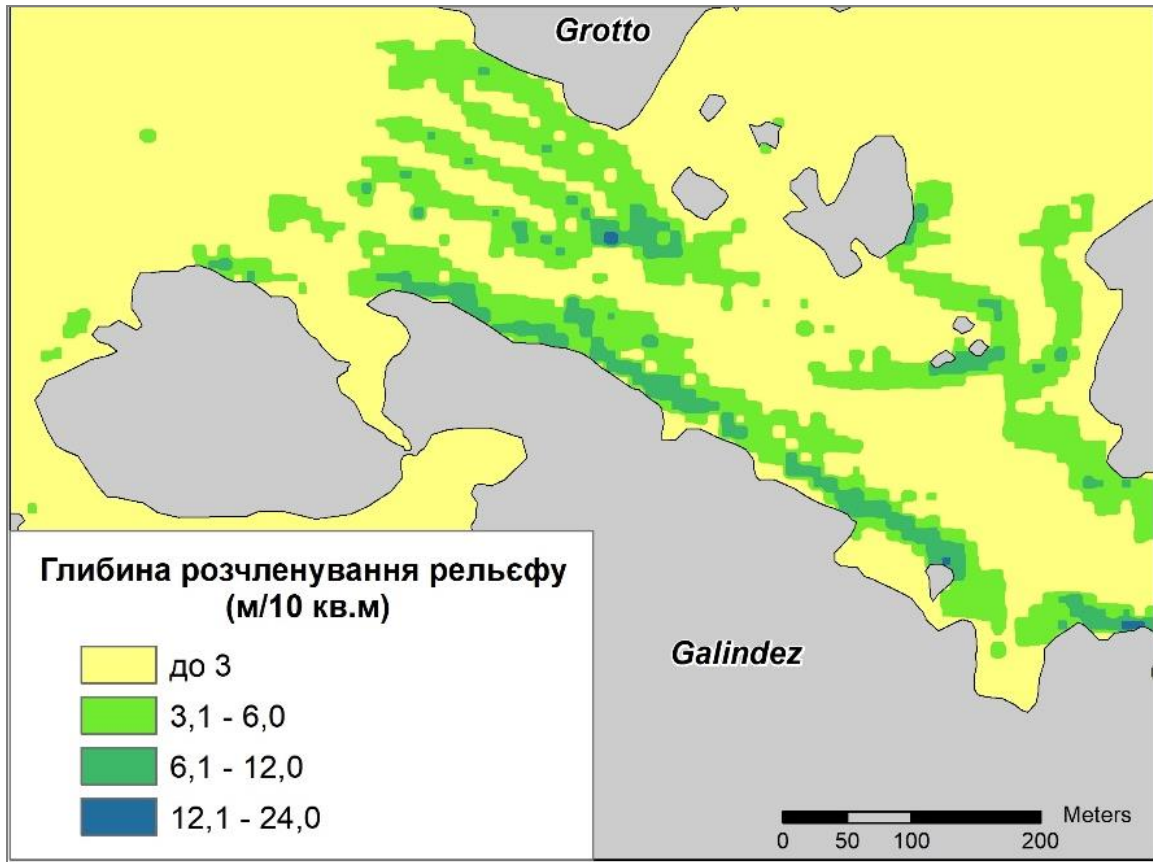 Grotto
Глибина розчленування рельєфу
(м/10 кв.м)
до 3
3,1 - 6,0
6,1 - 12,0
12,1 - 24,0
Galindez
Meters
0 50 100 200